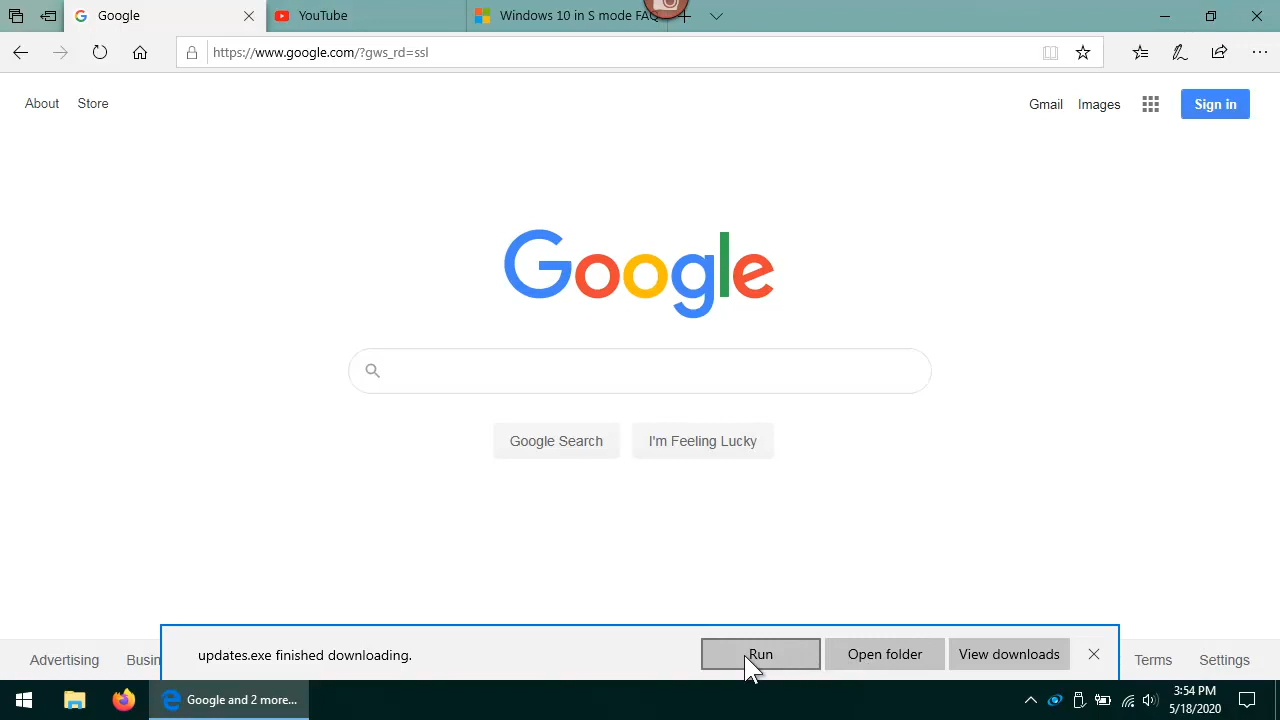 Google
YouTube
Windows 10 in S mode FAQ
https://www.google.com/?gws_rd=ssl
About
Store
Gmail
Images
Sign in
Google
Google Search
I'm Feeling Lucky
updates.exe finished downloading.
Run
Open folder
View downloads
Advertising
Busin
Terms
Settings
Google and 2 more...
3:54 PM
5/18/2020